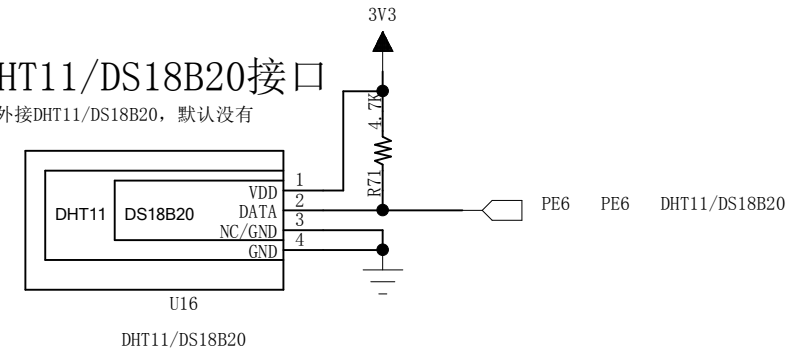 3V3
HT11/DS18B20接口
外接DHT11/DS18B20，默认没有
4.7K
R71
1
VDD
2
DATA
3
NC/GND
4
GND
DHT11
DS18B20
PE6 PE6 DHT11/DS18B20
U16
DHT11/DS18B20